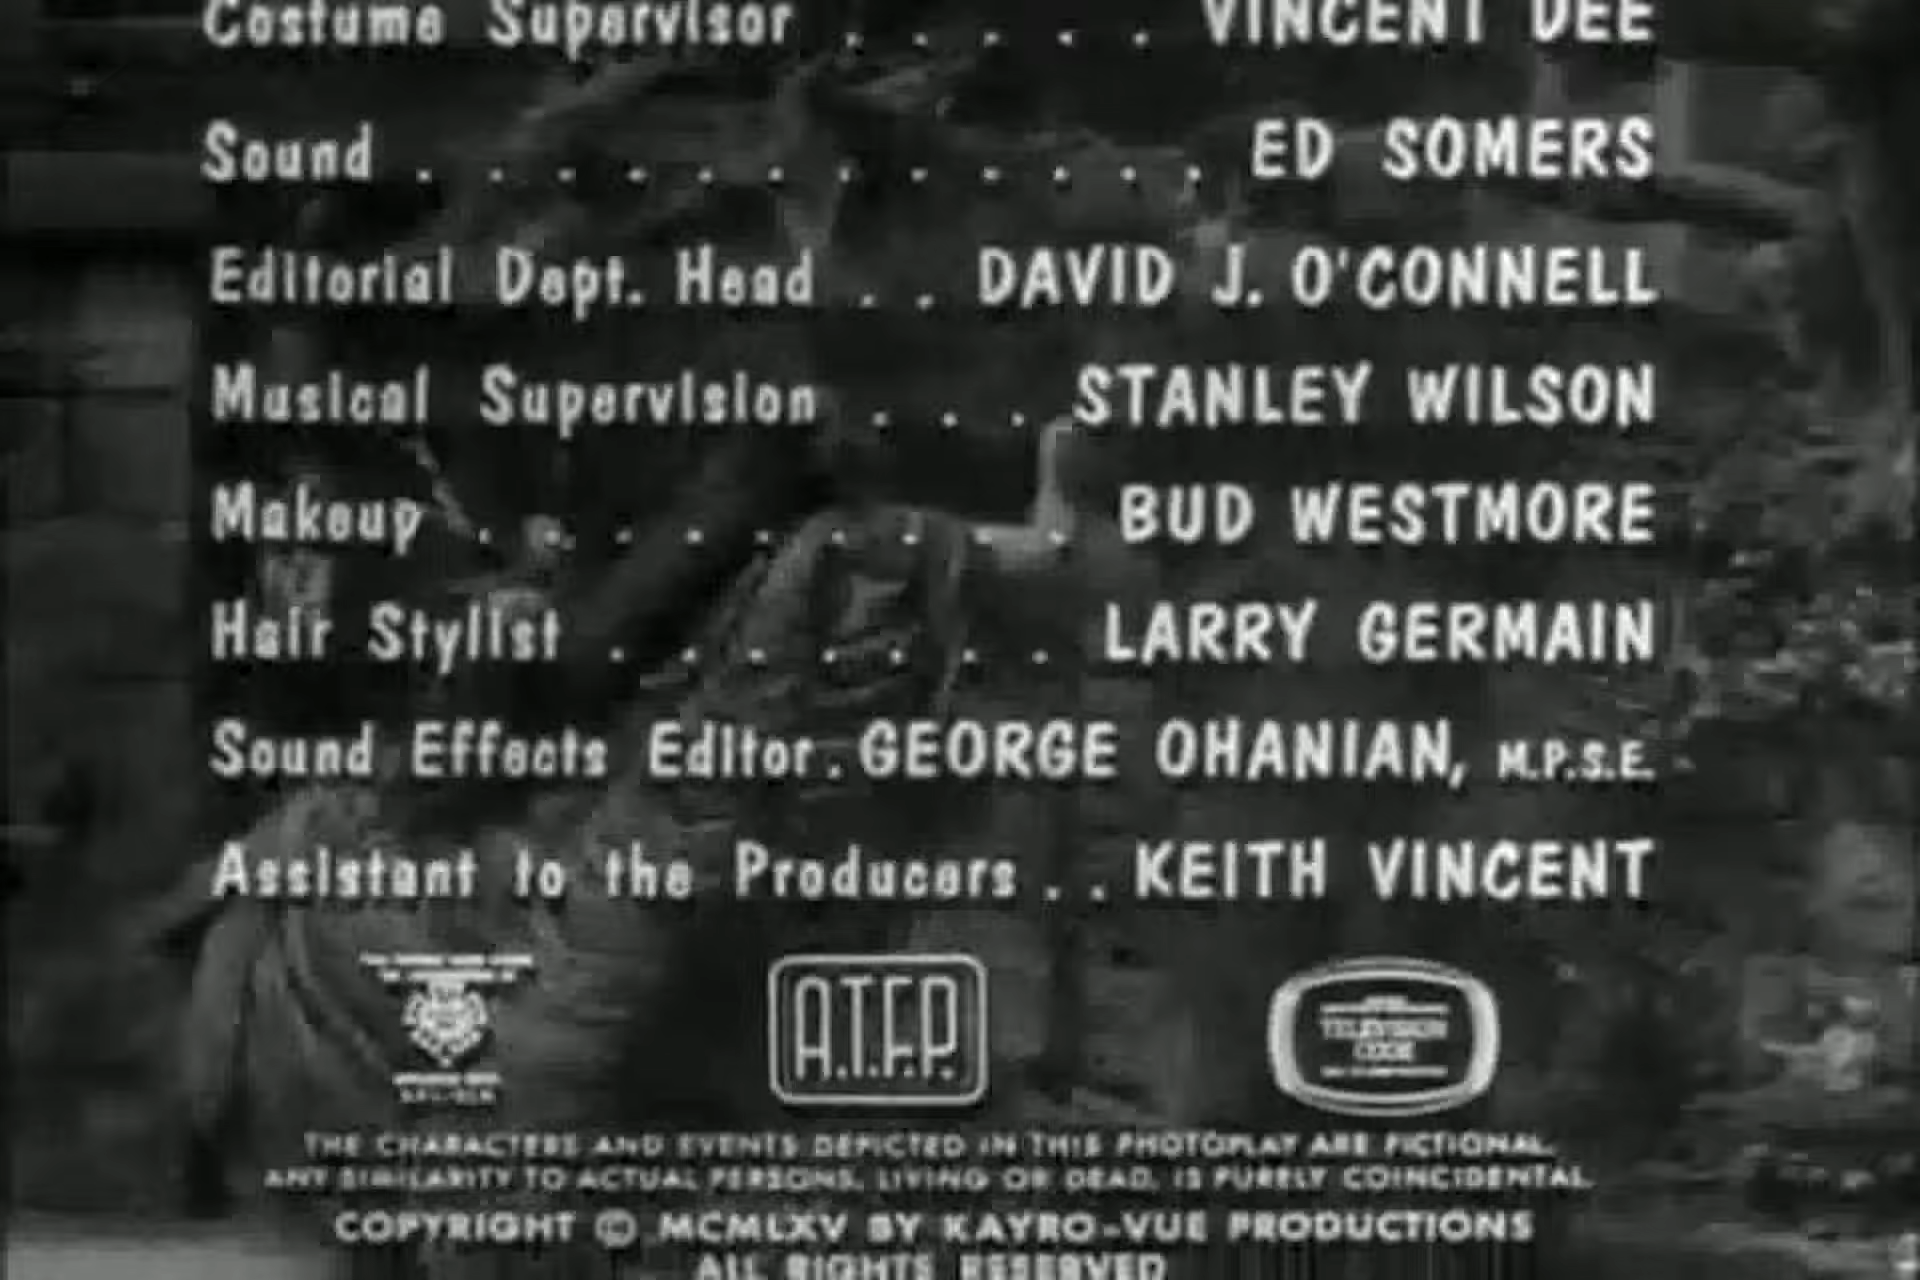 Costume Supervisor . . . . . VINCENT DEE
Sound . . . . . . . . . . . . ED SOMERS
Editorial Dept. Head . . DAVID J. O'CONNELL
Musical Supervision . . . STANLEY WILSON
Makeup . . . . . . . . . BUD WESTMORE
Hair Stylist . . . . . . . LARRY GERMAIN
Sound Effects Editor . GEORGE OHANIAN, M.P.S.E.
Assistant to the Producers . . KEITH VINCENT
A.T.F.P.
TELEVISION
CODE
THE CHARACTERS AND EVENTS DEPICTED IN THIS PHOTOPLAY ARE FICTIONAL.
ANY SIMILARITY TO ACTUAL PERSONS, LIVING OR DEAD, IS PURELY COINCIDENTAL.
COPYRIGHT © MCMLXV BY KAYRO-VUE PRODUCTIONS
ALL RIGHTS RESERVED